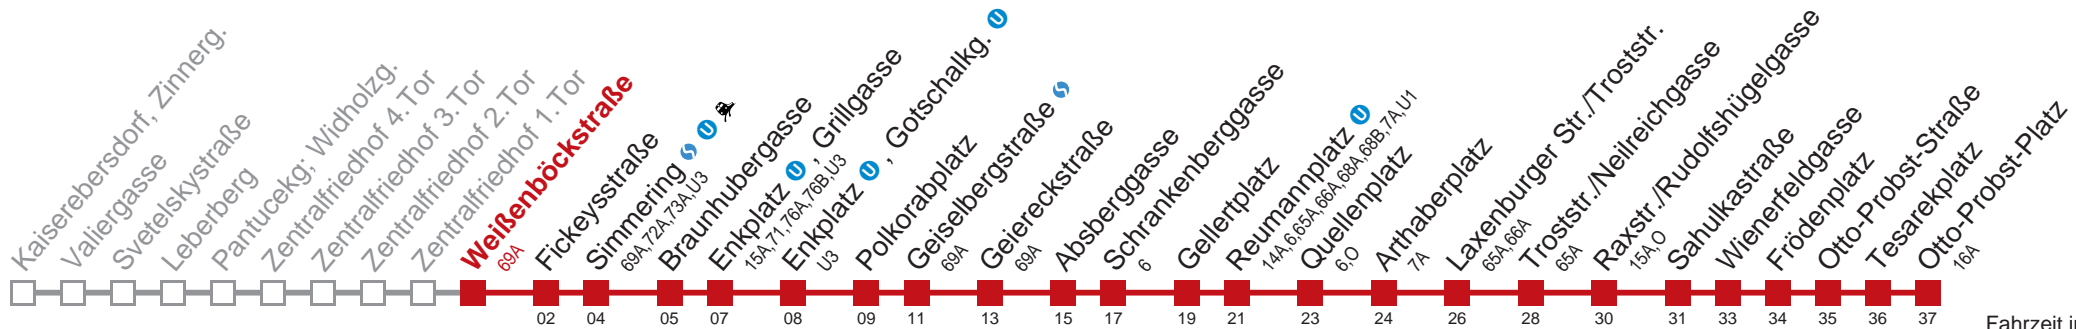 Kaiserebersdorf, Zinnerg.
Valiergasse
Svetelskystraße
Leberberg
Pantucekg; Widholzg.
Zentralfriedhof 4.Tor
Zentralfriedhof 3.Tor
Zentralfriedhof 2.Tor
Zentralfriedhof 1.Tor
Weißenböckstraße
69A
Fickeysstraße
02
Simmering S U
69A,72A,73A,U3
04
Braunhubergasse
05
Enkplatz U , Grillgasse
15A,71,76A,76B,U3
07
Enkplatz U , Gotschalkg. U
U3
08
Polkorabplatz
09
Geiselbergstraße S
69A
11
Geiereckstraße
69A
13
Absberggasse
15
Schrankenberggasse
6
17
Gellertplatz
19
Reumannplatz U
14A,6,65A,66A,68A,68B,7A,U1
21
Quellenplatz
6,O
23
Arthaberplatz
7A
24
Laxenburger Str./Troststr.
65A,66A
26
Troststr./Neilreichgasse
65A
28
Raxstr./Rudolfshügelgasse
15A,O
30
Sahulkastraße
31
Wienerfeldgasse
33
Frödenplatz
34
Otto-Probst-Straße
35
Tesarekplatz
36
Otto-Probst-Platz
16A
37
Fahrzeit i